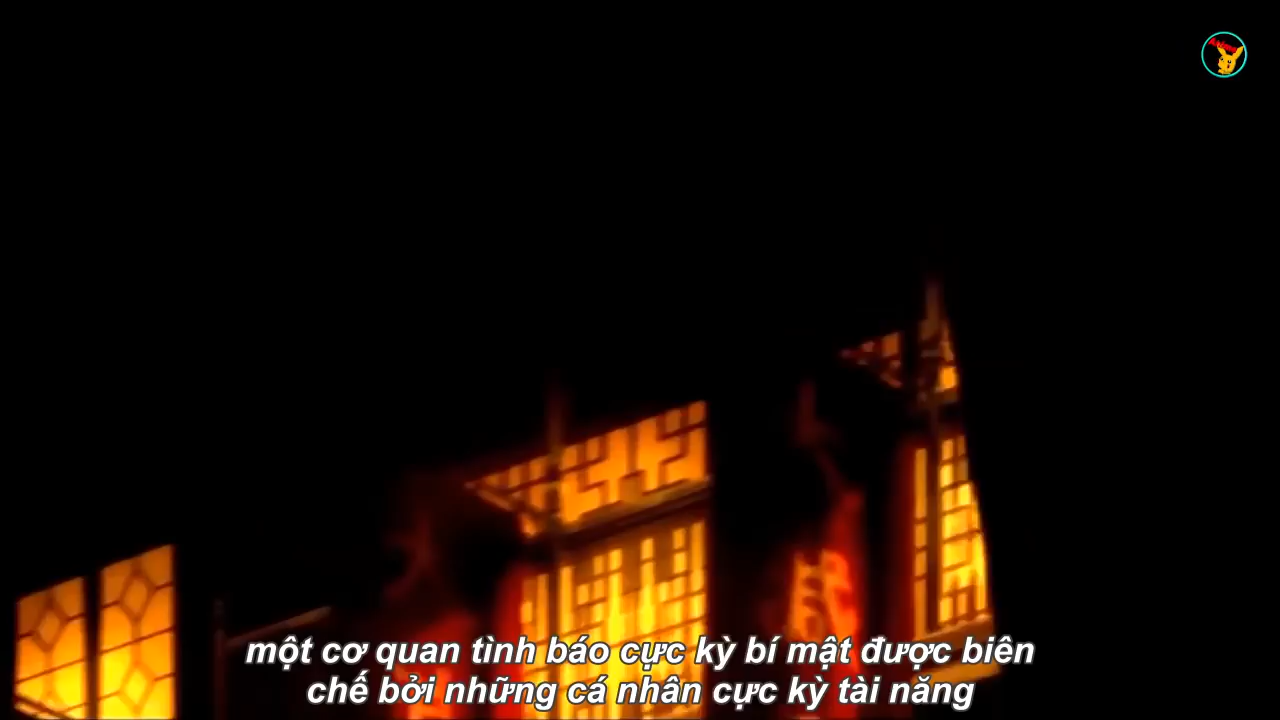 một cơ quan tình báo cực kỳ bí mật được biên
chế bởi những cá nhân cực kỳ tài năng